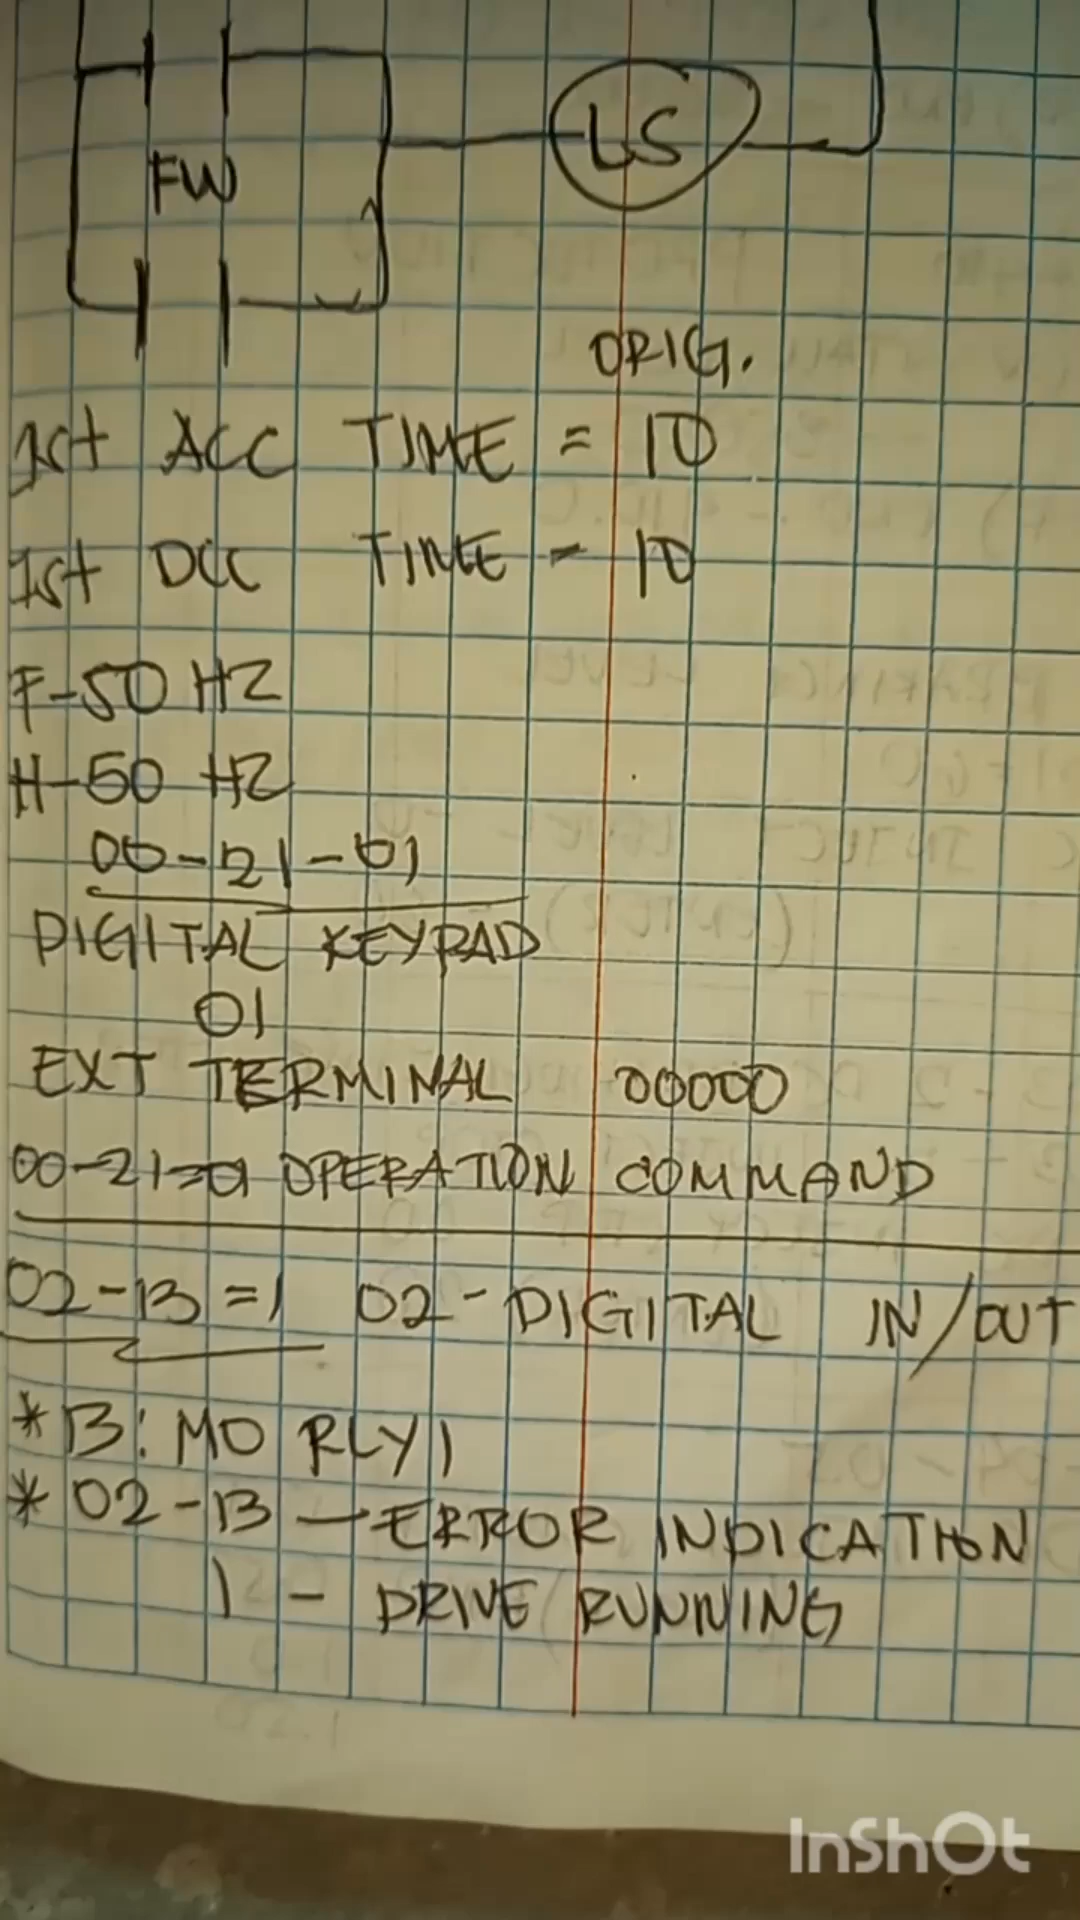 LS
FW
ORIG.
1st ACC TIME = 10
1st DCC TIME - 10
F-50 HZ
H-50 HZ
00-21-01
DIGITAL KEYPAD
01
EXT TERMINAL 00000
00-21=01 OPERATION COMMAND
02-13=1 02-DIGITAL IN/OUT
*13: MO RLY1
* 02-13 — ERROR INDICATION
1 - DRIVE RUNNING
InShOt